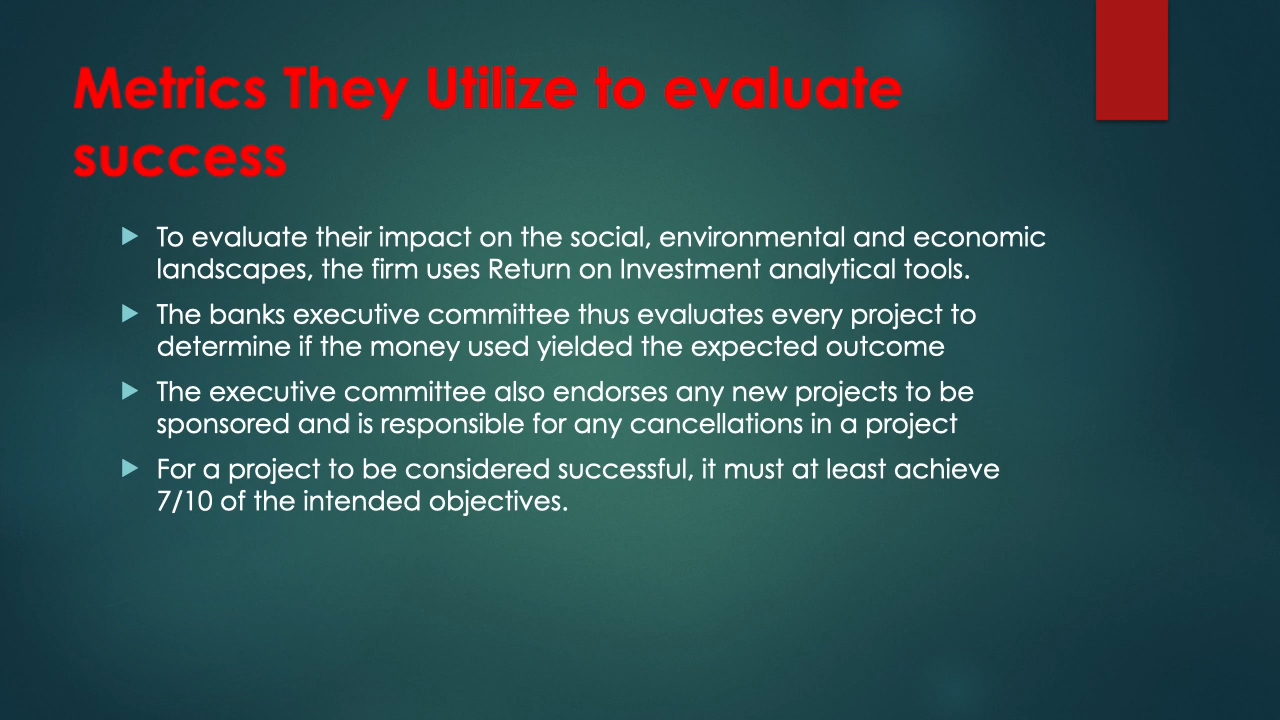 Metrics They Utilize to evaluate
success
To evaluate their impact on the social, environmental and economic
landscapes, the firm uses Return on Investment analytical tools.
The banks executive committee thus evaluates every project to
determine if the money used yielded the expected outcome
The executive committee also endorses any new projects to be
sponsored and is responsible for any cancellations in a project
For a project to be considered successful, it must at least achieve
7/10 of the intended objectives.